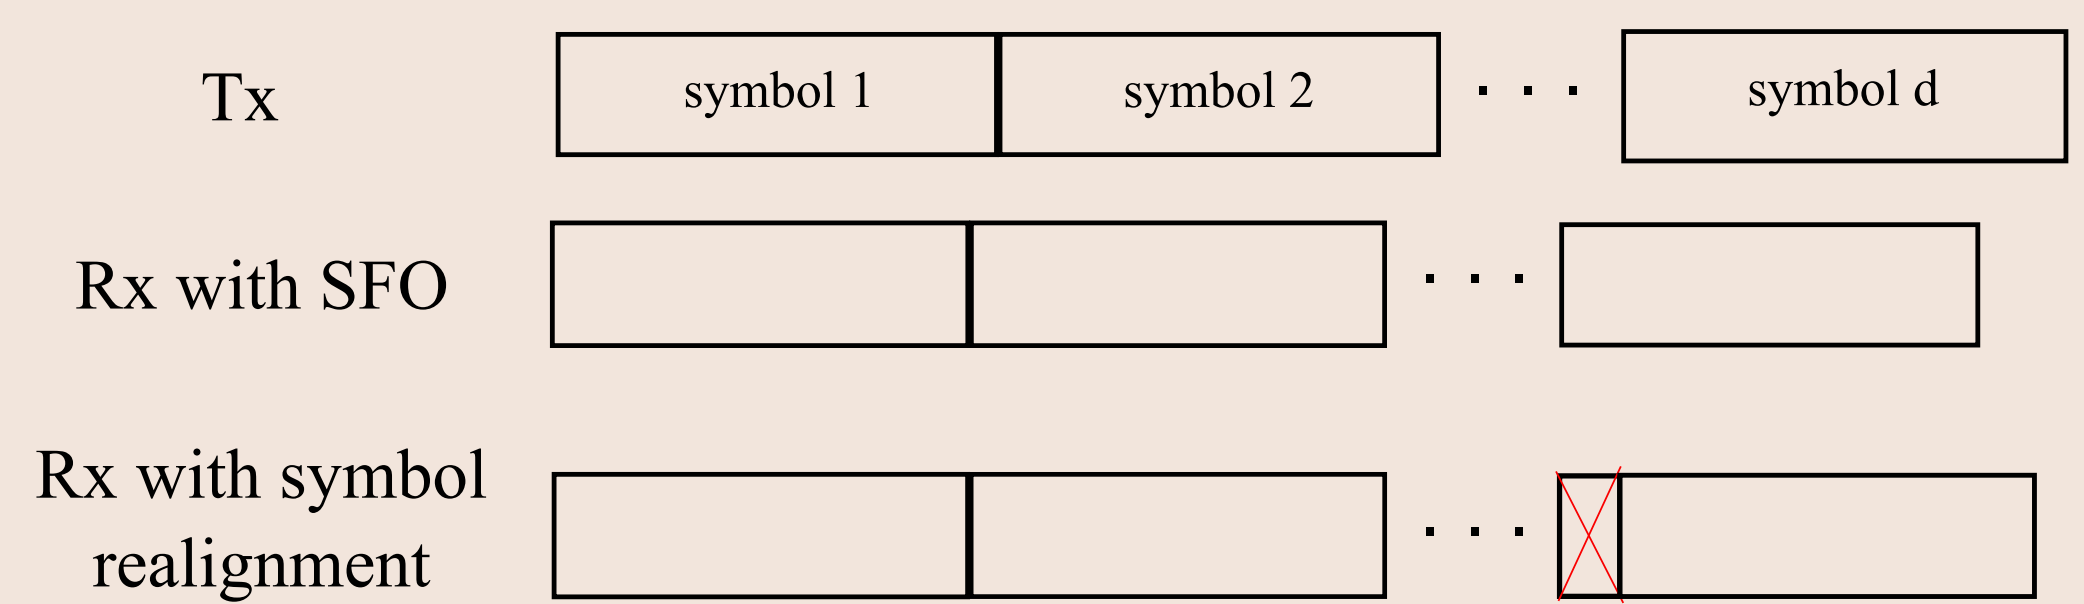 Tx
symbol 1
symbol 2
. . .
symbol d
Rx with SFO
. . .
Rx with symbol
realignment
. . .